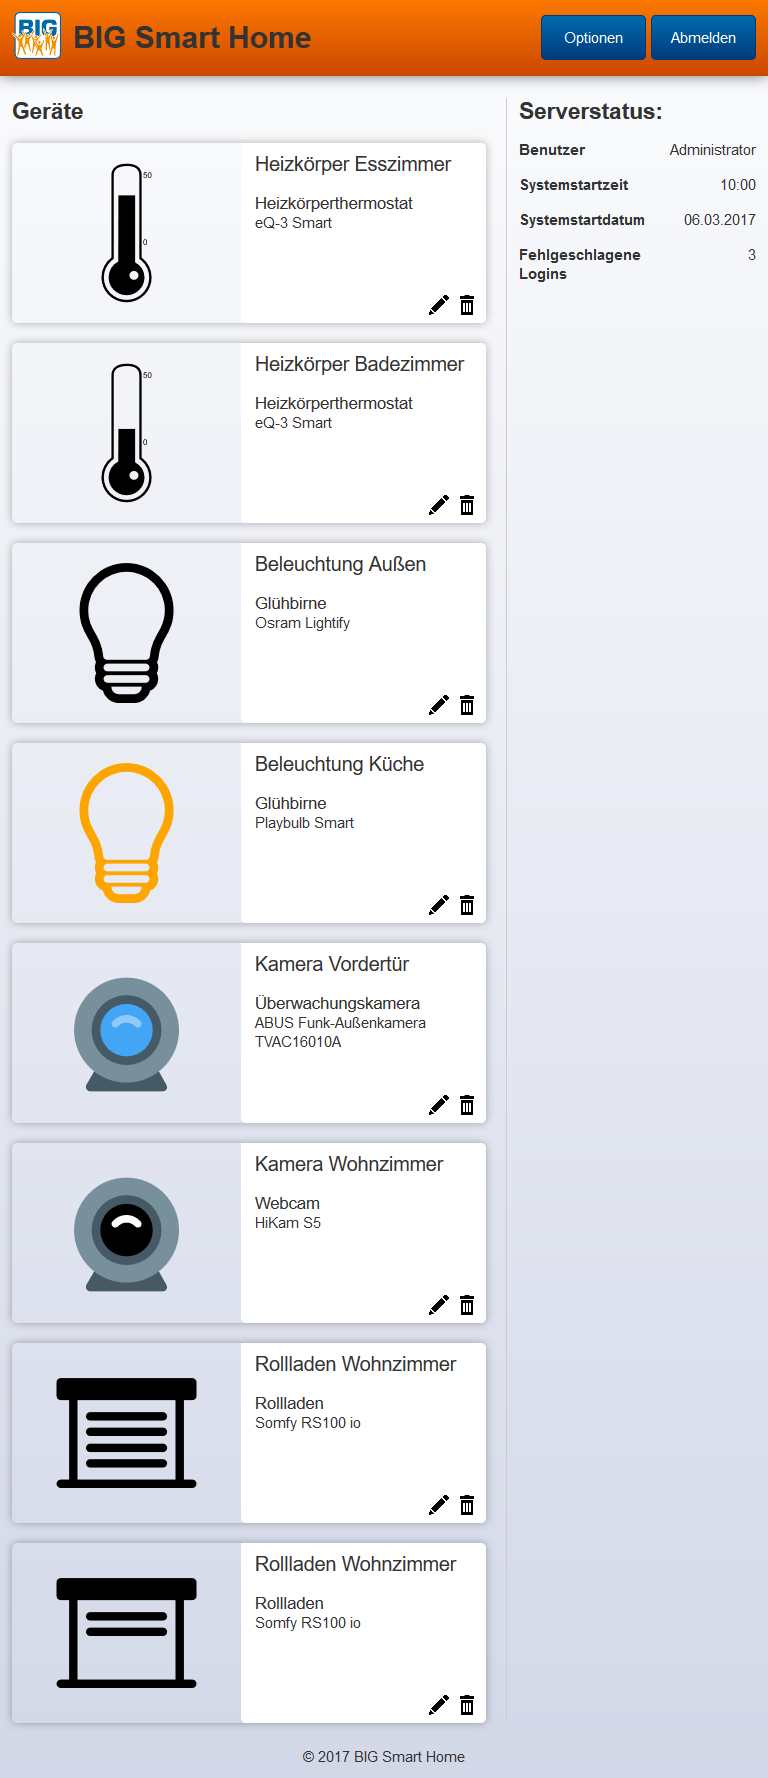 BIG
BIG Smart Home
Optionen
Abmelden
Geräte
50
0
Heizkörper Esszimmer
Heizkörperthermostat
eQ-3 Smart
50
0
Heizkörper Badezimmer
Heizkörperthermostat
eQ-3 Smart
Beleuchtung Außen
Glühbirne
Osram Lightify
Beleuchtung Küche
Glühbirne
Playbulb Smart
Kamera Vordertür
Überwachungskamera
ABUS Funk-Außenkamera
TVAC16010A
Kamera Wohnzimmer
Webcam
HiKam S5
Rollladen Wohnzimmer
Rollladen
Somfy RS100 io
Rollladen Wohnzimmer
Rollladen
Somfy RS100 io
Serverstatus:
Benutzer Administrator
Systemstartzeit 10:00
Systemstartdatum 06.03.2017
Fehlgeschlagene 3
Logins
© 2017 BIG Smart Home